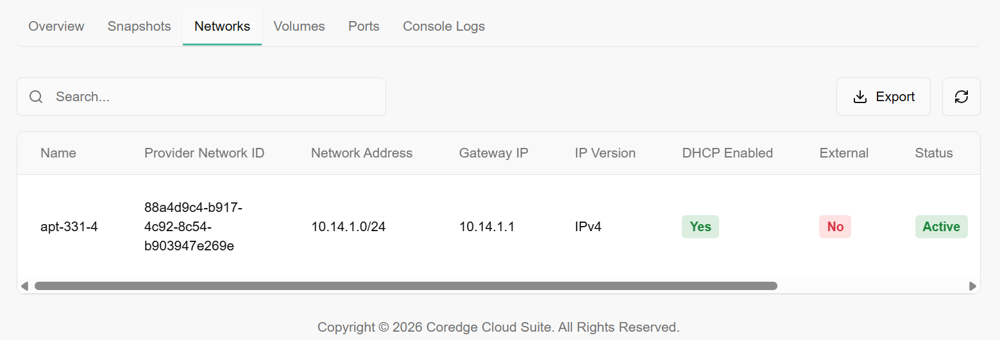 Overview Snapshots Networks Volumes Ports Console Logs
Search... Export
Name Provider Network ID Network Address Gateway IP IP Version DHCP Enabled External Status
88a4d9c4-b917-
apt-331-4 4c92-8c54- 10.14.1.0/24 10.14.1.1 IPv4 Yes No Active
b903947e269e
Copyright © 2026 Coredge Cloud Suite. All Rights Reserved.